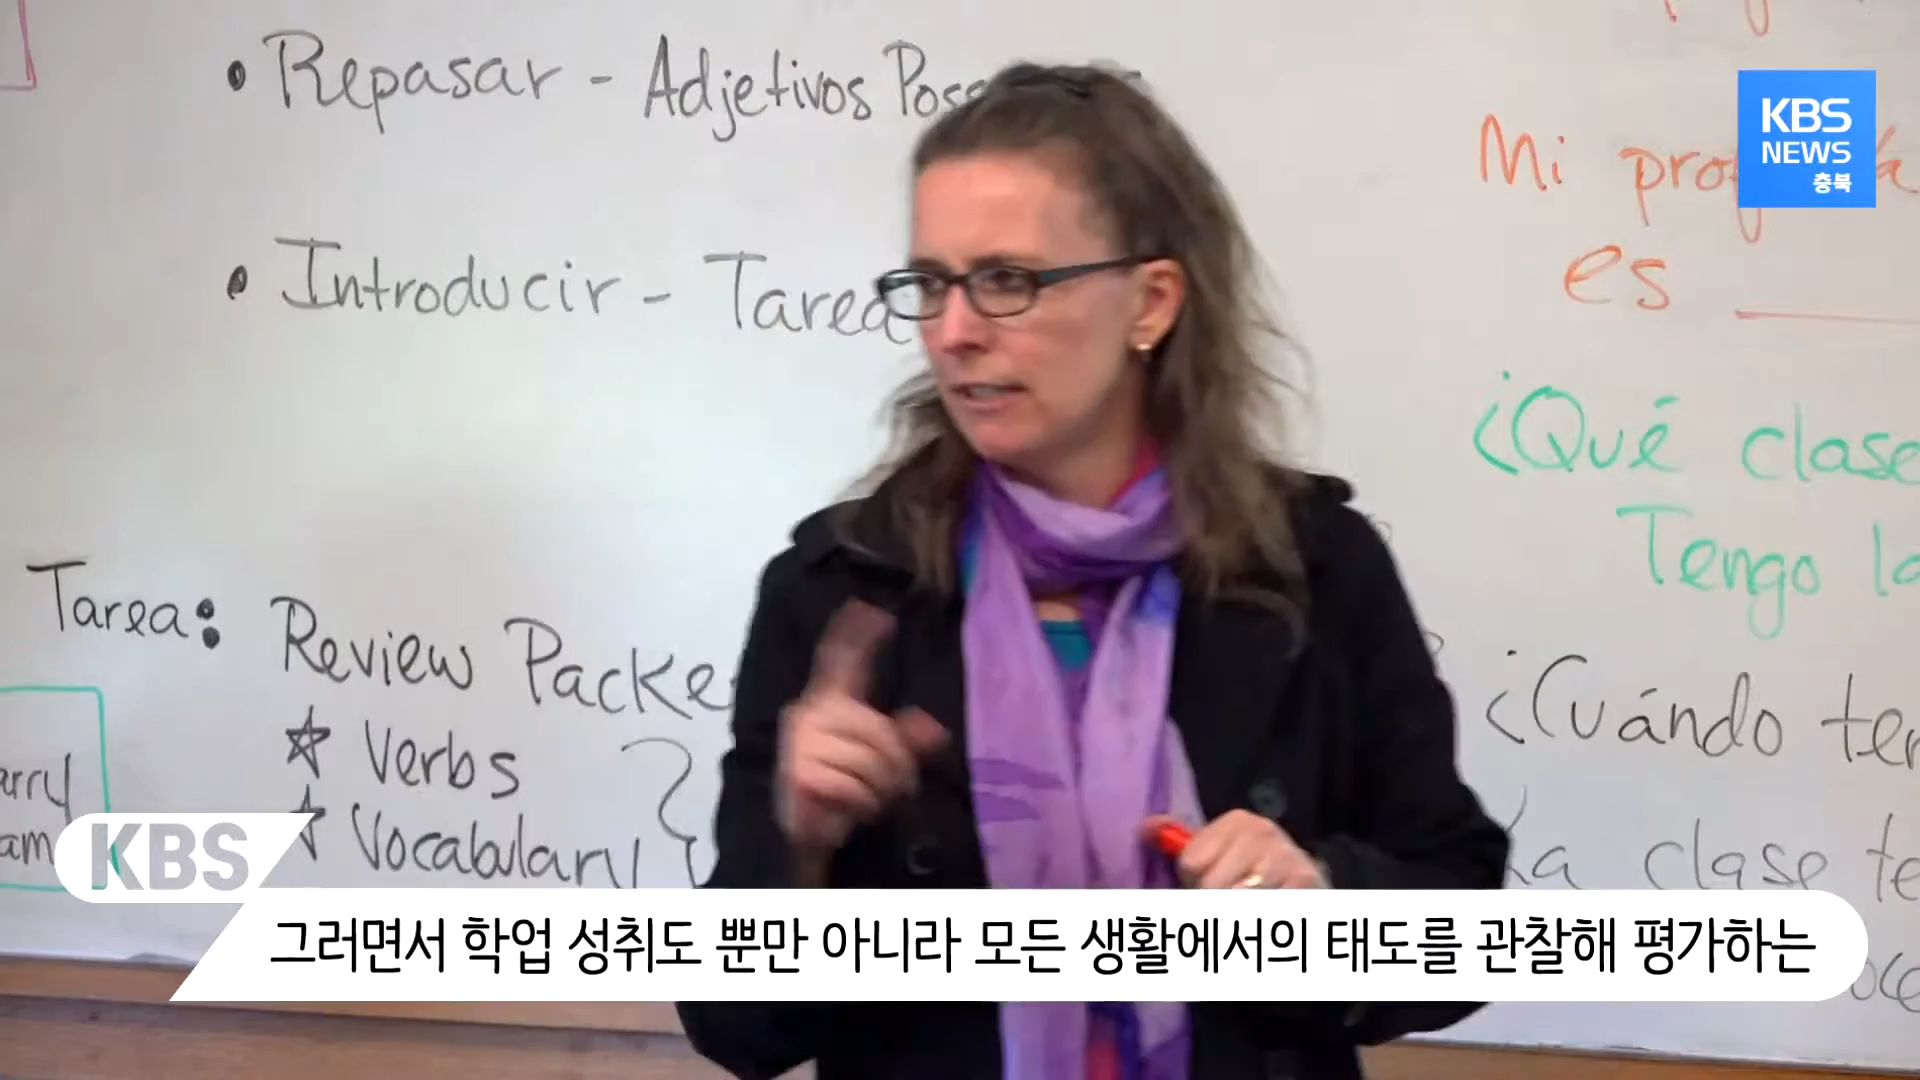 • Repasar - Adjetivos
KBS
NEWS
충북
Mi
• Introducir - Tarea
es
¿Qué clase
Tengo
Tarea: Review
¿Cuándo
☆ Verbs
☆ Vocabulary
clase
KBS
그러면서 학업 성취도 뿐만 아니라 모든 생활에서의 태도를 관찰해 평가하는